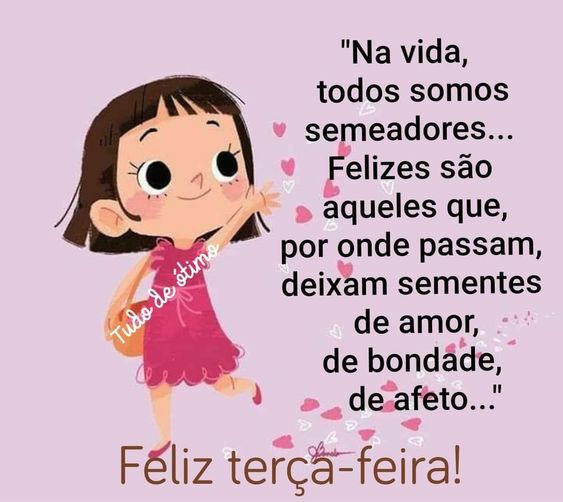 "Na vida,
todos somos
semeadores...
Felizes são
aqueles que,
por onde passam,
deixam sementes
de amor,
de bondade,
de afeto..."
Tudo de ótimo
Feliz terça-feira!